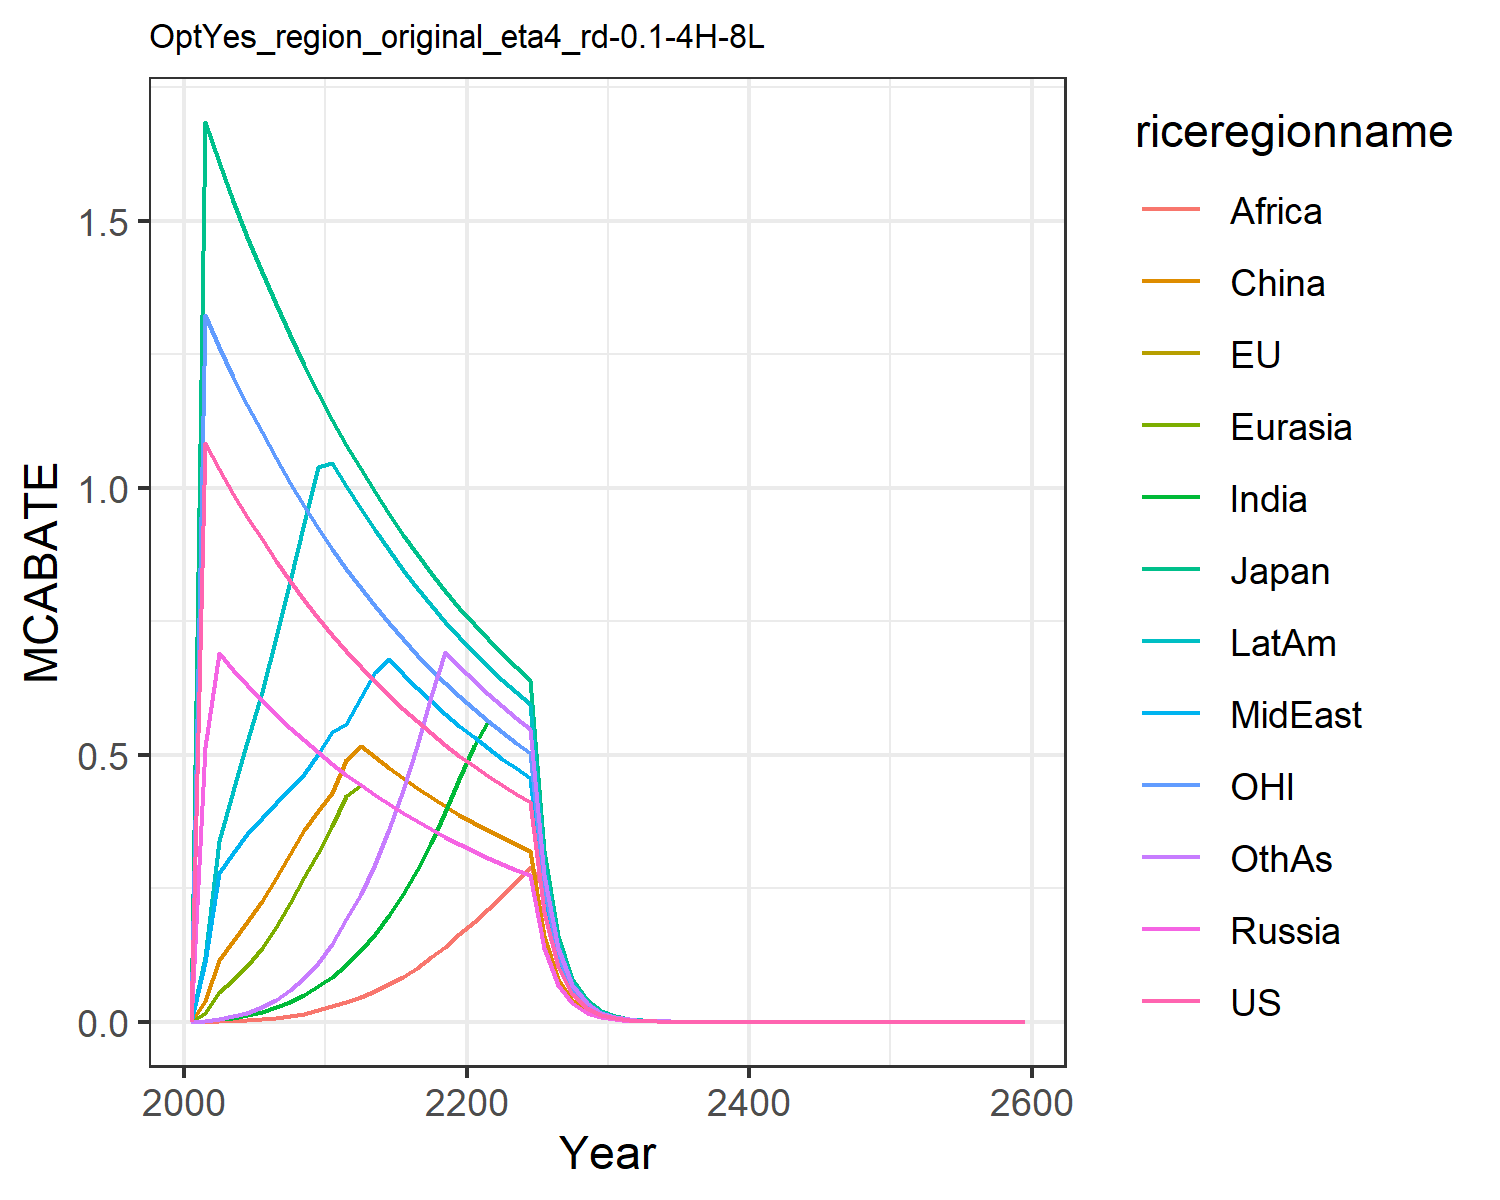 OptYes_region_original_eta4_rd-0.1-4H-8L
MCABATE
1.5
1.0
0.5
0.0
2000
2200
2400
2600
Year
riceregionname
Africa
China
EU
Eurasia
India
Japan
LatAm
MidEast
OHI
OthAs
Russia
US